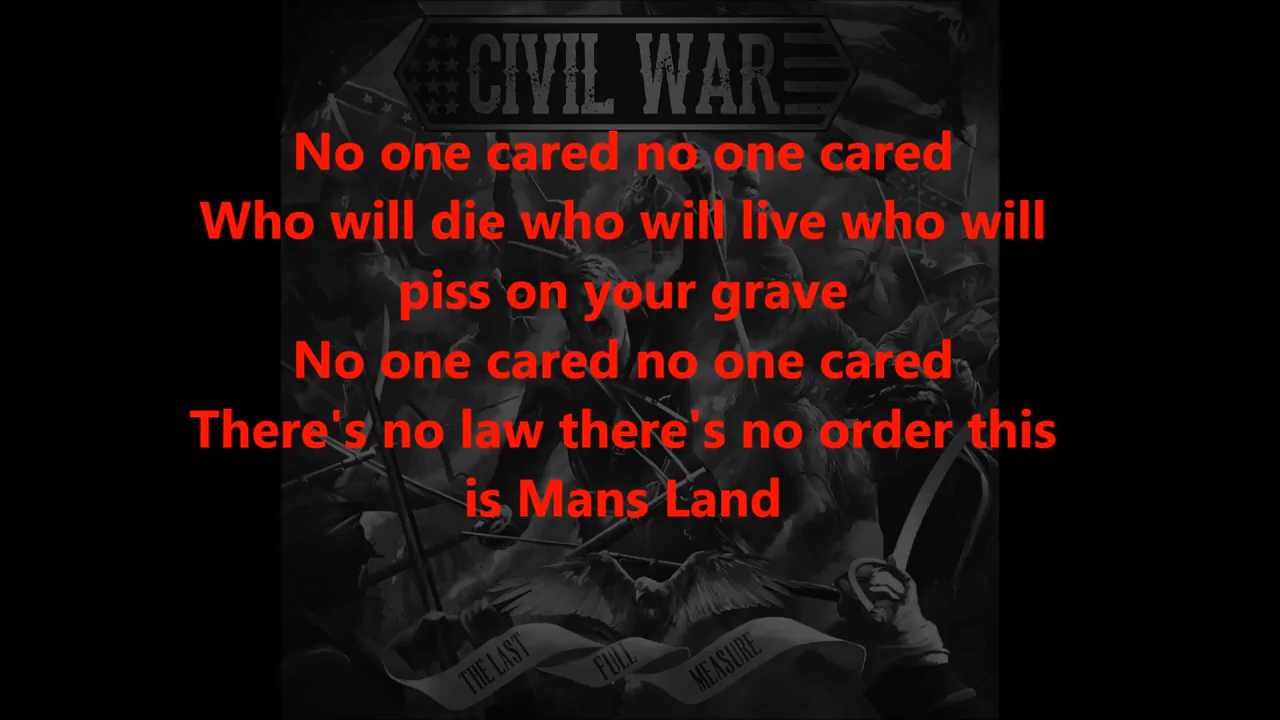 CIVIL WAR
No one cared no one cared
Who will die who will live who will
piss on your grave
No one cared no one cared
There's no law there's no order this
is Mans Land
THE LAST FULL MEASURE